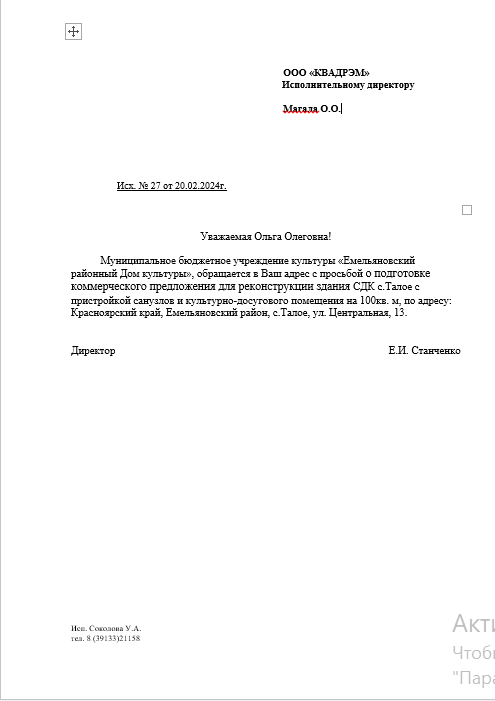 ООО «КВАДРЭМ»
Исполнительному директору
Магала О.О.
Исх. № 27 от 20.02.2024г.
Уважаемая Ольга Олеговна!
Муниципальное бюджетное учреждение культуры «Емельяновский
районный Дом культуры», обращается в Ваш адрес с просьбой о подготовке
коммерческого предложения для реконструкции здания СДК с.Талое с
пристройкой санузлов и культурно-досугового помещения на 100кв. м, по адресу:
Красноярский край, Емельяновский район, с.Талое, ул. Центральная, 13.
Директор Е.И. Станченко
Исп. Соколова У.А.
тел. 8 (39133)21158
Акти
Чтобы
"Пара